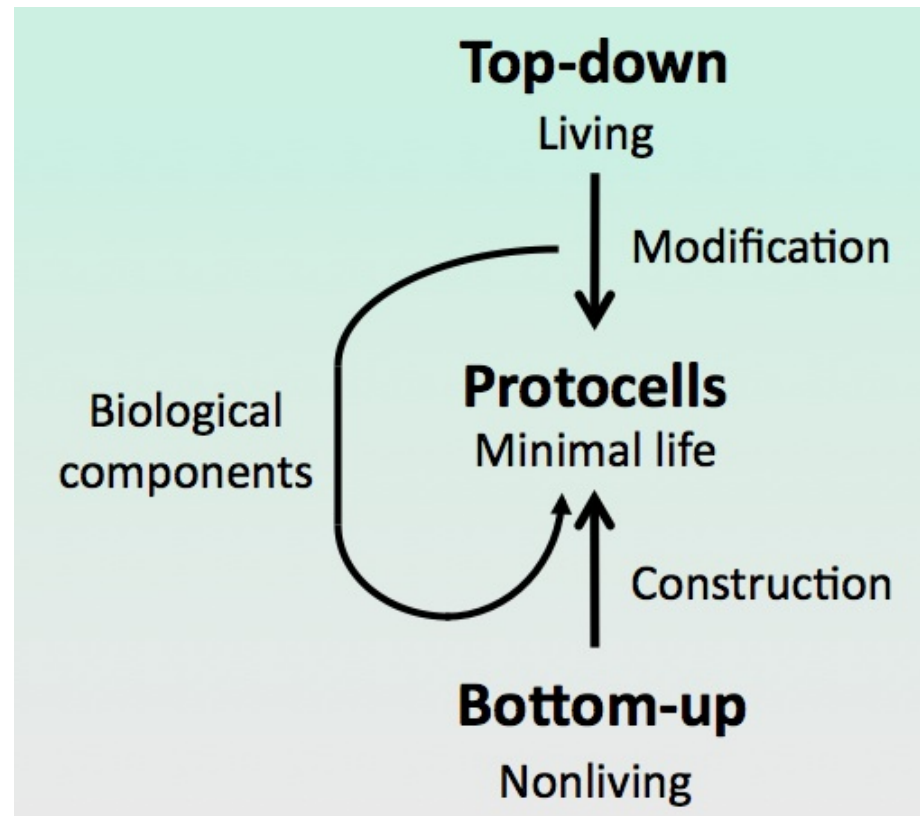 Top-down
Living
Modification
Protocells
Minimal life
Biological
components
Construction
Bottom-up
Nonliving